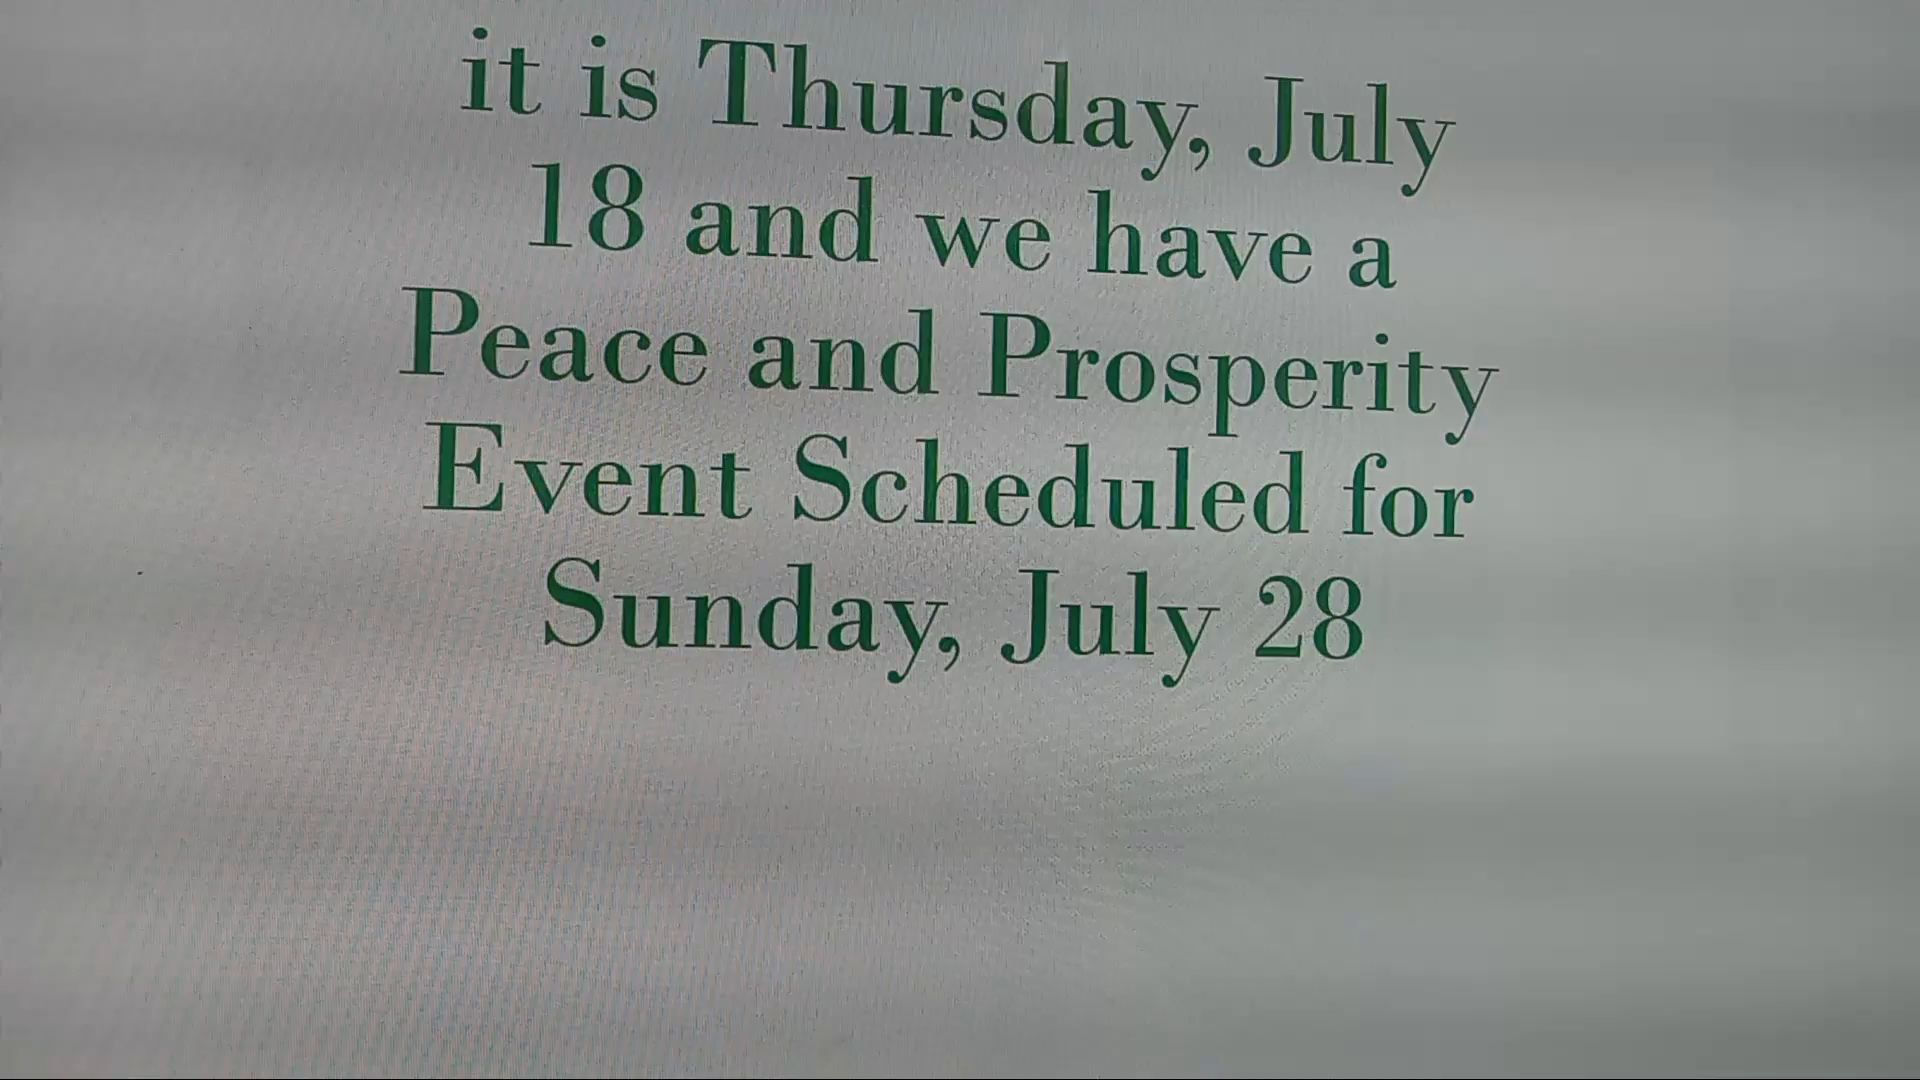 it is Thursday, July
18 and we have a
Peace and Prosperity
Event Scheduled for
Sunday, July 28